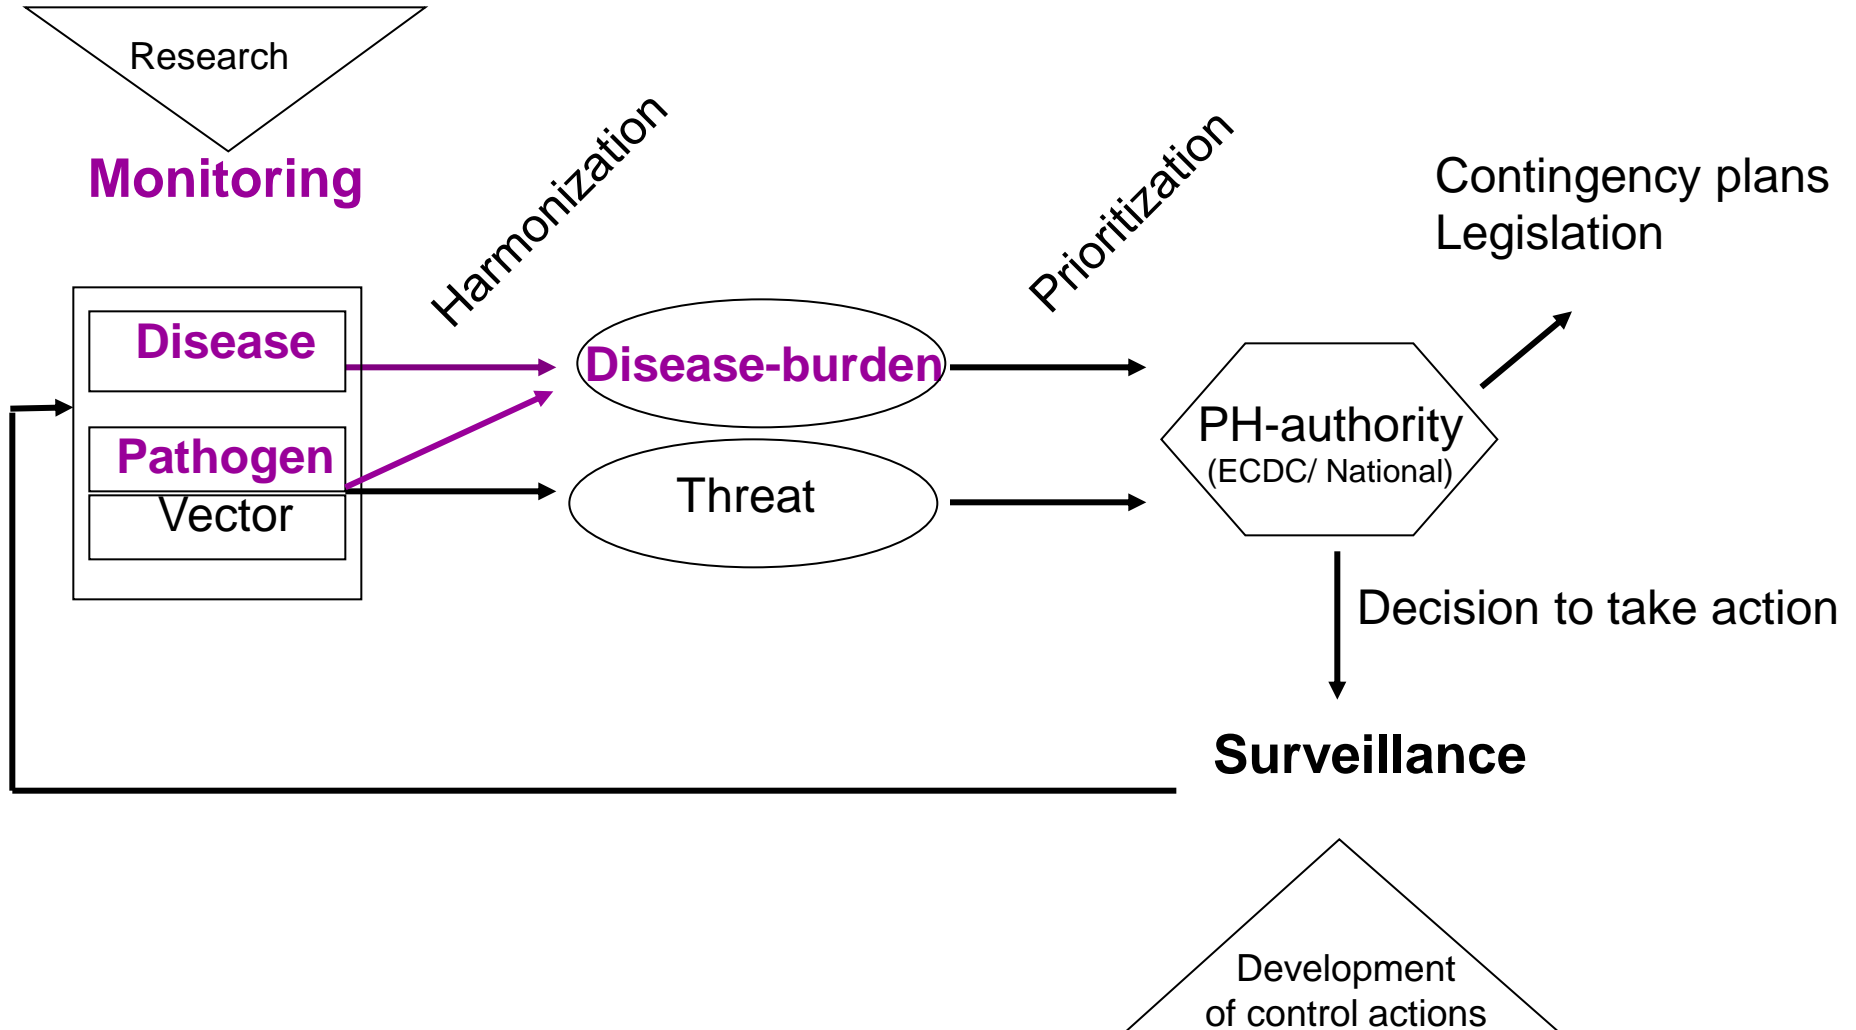 Research
Monitoring
Harmonization
Prioritization
Contingency plans
Legislation
Disease
Disease-burden
Pathogen
Vector
Threat
PH-authority
(ECDC/ National)
Decision to take action
Surveillance
Development
of control actions